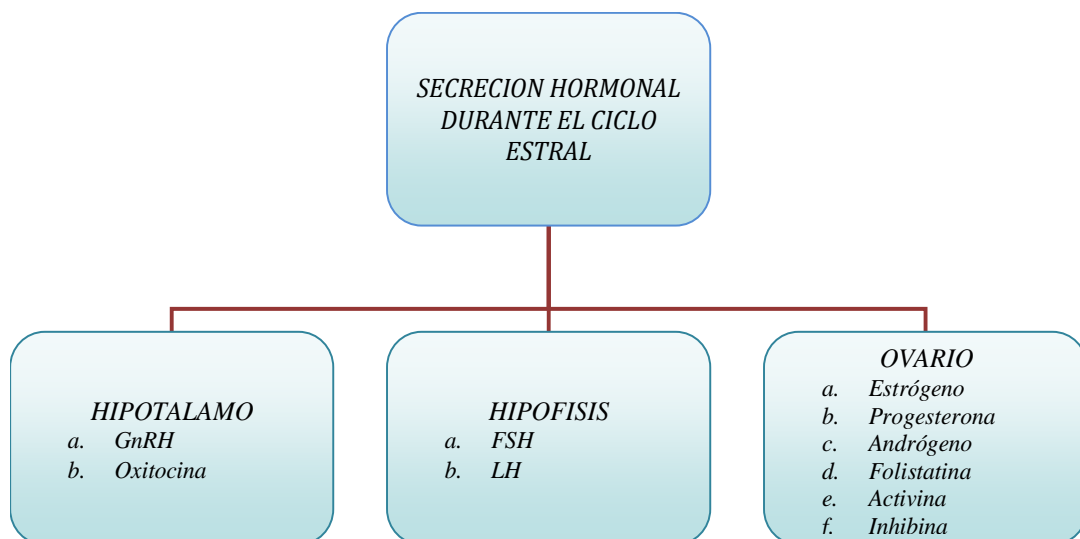 SECRECION HORMONAL
DURANTE EL CICLO
ESTRAL
HIPOTALAMO
a. GnRH
b. Oxitocina
HIPOFISIS
a. FSH
b. LH
OVARIO
a. Estrógeno
b. Progesterona
c. Andrógeno
d. Folistatina
e. Activina
f. Inhibina